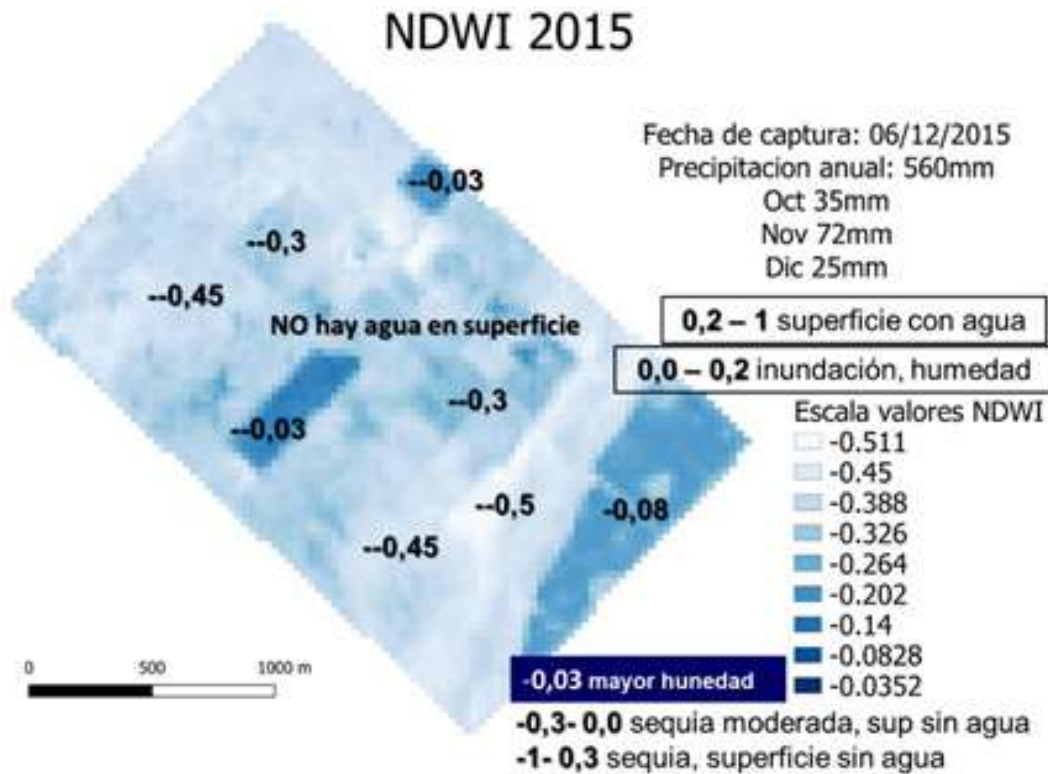 NDWI 2015
Fecha de captura: 06/12/2015
Precipitacion anual: 560mm
Oct 35mm
Nov 72mm
Dic 25mm
--0,03
--0,3
--0,45
NO hay agua en superficie
0,2 – 1 superficie con agua
0,0 – 0,2 inundación, humedad
--0,3
--0,03
Escala valores NDWI
-0.511
-0.45
-0.388
-0.326
-0.264
-0.202
-0.14
-0.0828
-0.0352
--0,5
-0,08
--0,45
0 500 1000 m
-0,03 mayor hunedad
-0,3- 0,0 sequia moderada, sup sin agua
-1- 0,3 sequia, superficie sin agua